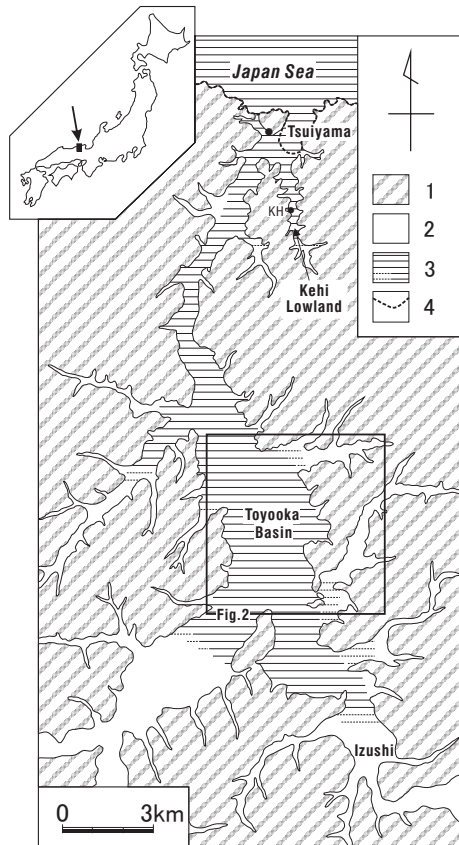 Japan Sea
Tsuiyama
KH
Kehi
Lowland
1
2
3
4
Toyooka
Basin
Fig.2
Izushi
0 3km